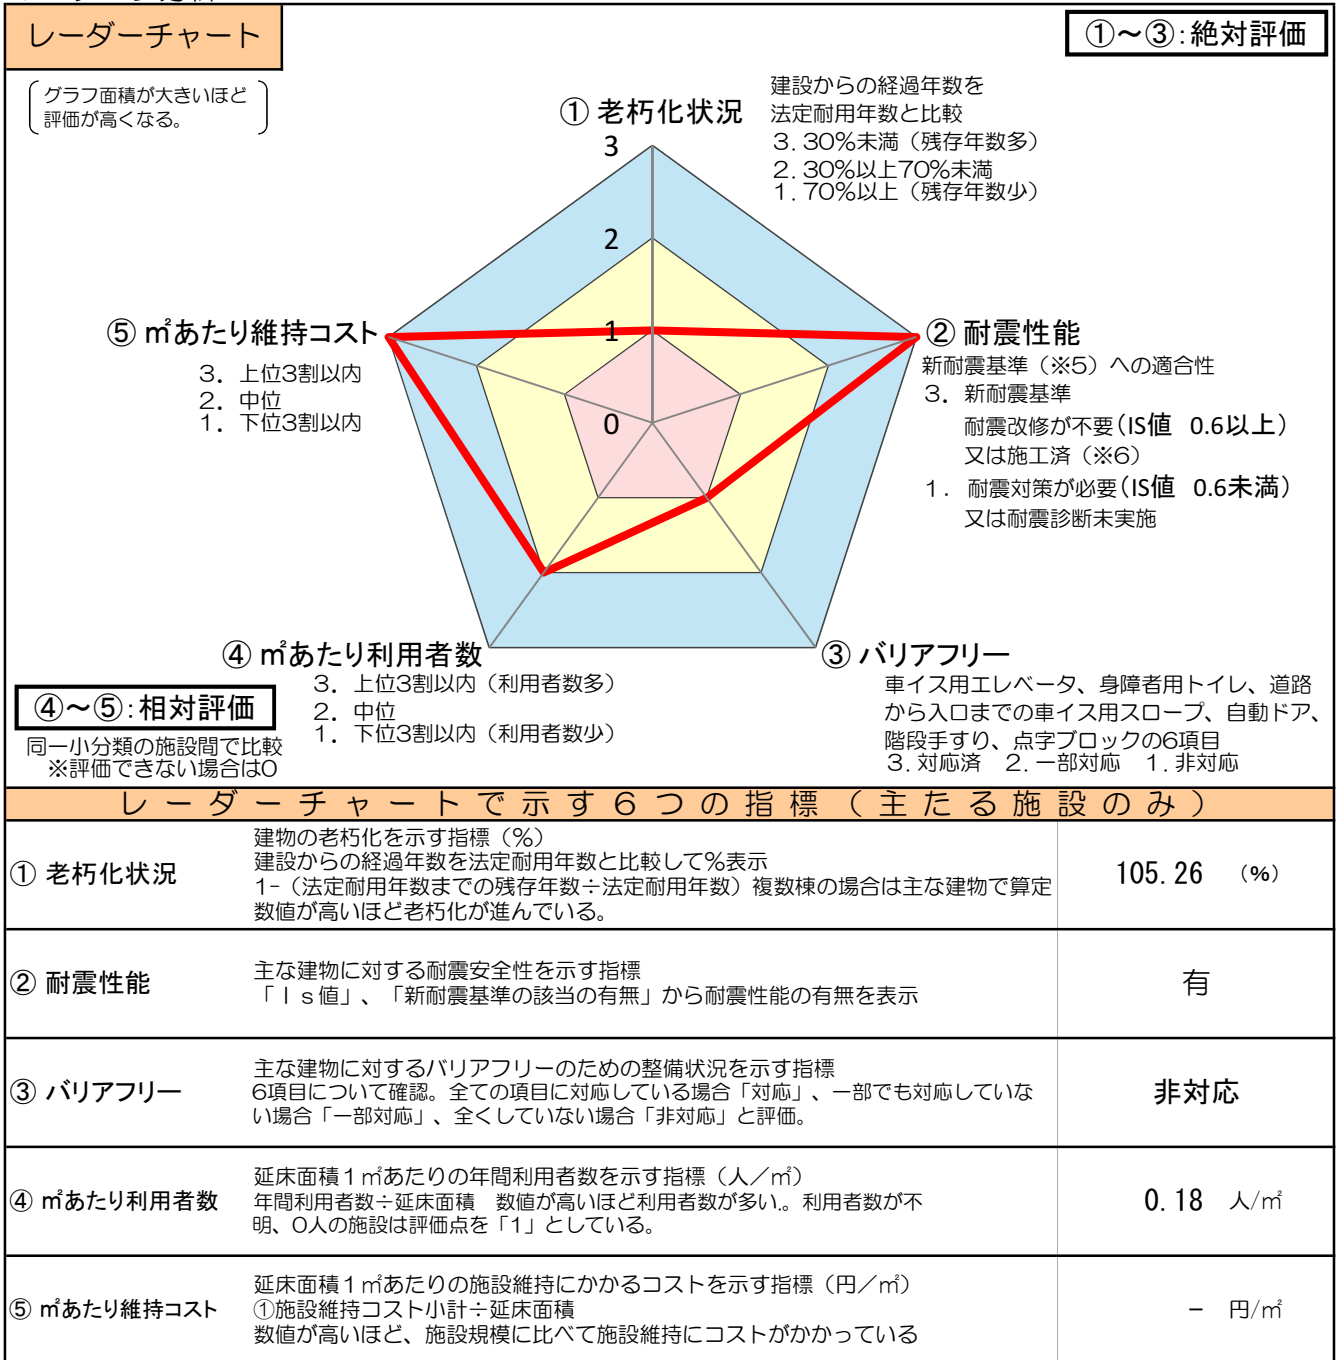 レーダーチャート
①～③：絶対評価
グラフ面積が大きいほど
評価が高くなる。
① 老朽化状況
建設からの経過年数を
法定耐用年数と比較
3．30%未満（残存年数多）
2．30%以上70%未満
1．70%以上（残存年数少）
3
2
1
0
② 耐震性能
新耐震基準（※5）への適合性
3． 新耐震基準
耐震改修が不要（IS値 0.6以上）
又は施工済（※6）
1． 耐震対策が必要（IS値 0.6未満）
又は耐震診断未実施
⑤ ㎡あたり維持コスト
3． 上位3割以内
2． 中位
1． 下位3割以内
④ ㎡あたり利用者数
3． 上位3割以内（利用者数多）
2． 中位
1． 下位3割以内（利用者数少）
③ バリアフリー
車イス用エレベータ、身障者用トイレ、道路
から入口までの車イス用スロープ、自動ドア、
階段手すり、点字ブロックの6項目
3．対応済 2．一部対応 1．非対応
④～⑤：相対評価
同一小分類の施設間で比較
※評価できない場合は0
レーダーチャートで示す６つの指標（主たる施設のみ）
① 老朽化状況
建物の老朽化を示す指標（%）
建設からの経過年数を法定耐用年数と比較して%表示
1-（法定耐用年数までの残存年数÷法定耐用年数）複数棟の場合は主な建物で算定
数値が高いほど老朽化が進んでいる。
105.26 （%）
② 耐震性能
主な建物に対する耐震安全性を示す指標
「Ｉｓ値」、「新耐震基準の該当の有無」から耐震性能の有無を表示
有
③ バリアフリー
主な建物に対するバリアフリーのための整備状況を示す指標
6項目について確認。全ての項目に対応している場合「対応」、一部でも対応していな
い場合「一部対応」、全くしていない場合「非対応」と評価。
非対応
④ ㎡あたり利用者数
延床面積１㎡あたりの年間利用者数を示す指標（人／㎡）
年間利用者数÷延床面積 数値が高いほど利用者数が多い。利用者数が不
明、0人の施設は評価点を「1」としている。
0.18 人/㎡
⑤ ㎡あたり維持コスト
延床面積１㎡あたりの施設維持にかかるコストを示す指標（円／㎡）
①施設維持コスト小計÷延床面積
数値が高いほど、施設規模に比べて施設維持にコストがかかっている
- 円/㎡